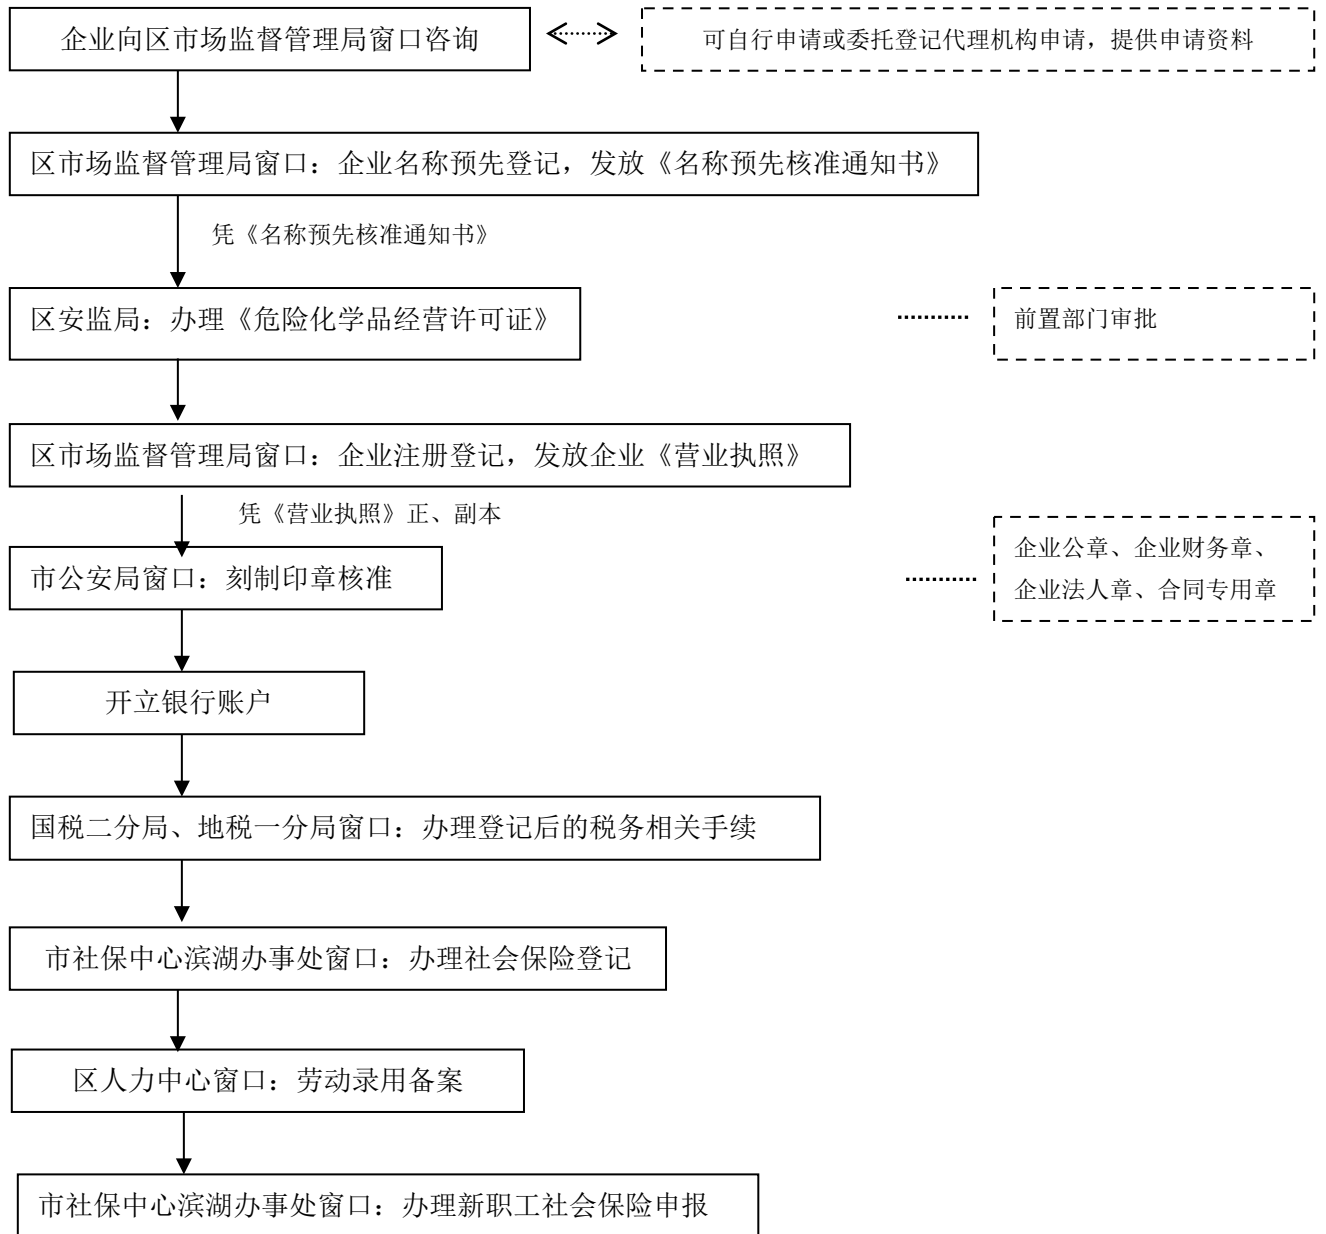 企业向区市场监督管理局窗口咨询
可自行申请或委托登记代理机构申请，提供申请资料
区市场监督管理局窗口：企业名称预先登记，发放《名称预先核准通知书》
凭《名称预先核准通知书》
区安监局：办理《危险化学品经营许可证》
前置部门审批
区市场监督管理局窗口：企业注册登记，发放企业《营业执照》
凭《营业执照》正、副本
市公安局窗口：刻制印章核准
企业公章、企业财务章、
企业法人章、合同专用章
开立银行账户
国税二分局、地税一分局窗口：办理登记后的税务相关手续
市社保中心滨湖办事处窗口：办理社会保险登记
区人力中心窗口：劳动录用备案
市社保中心滨湖办事处窗口：办理新职工社会保险申报